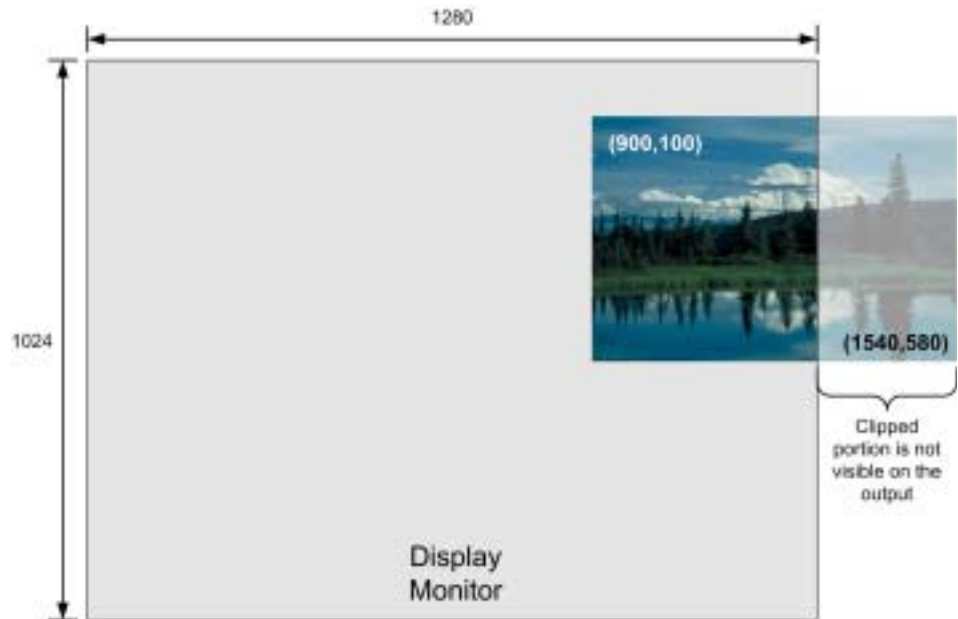 1280
(900,100)
1024
(1540,580)
Clipped
portion is not
visible on the
output
Display
Monitor